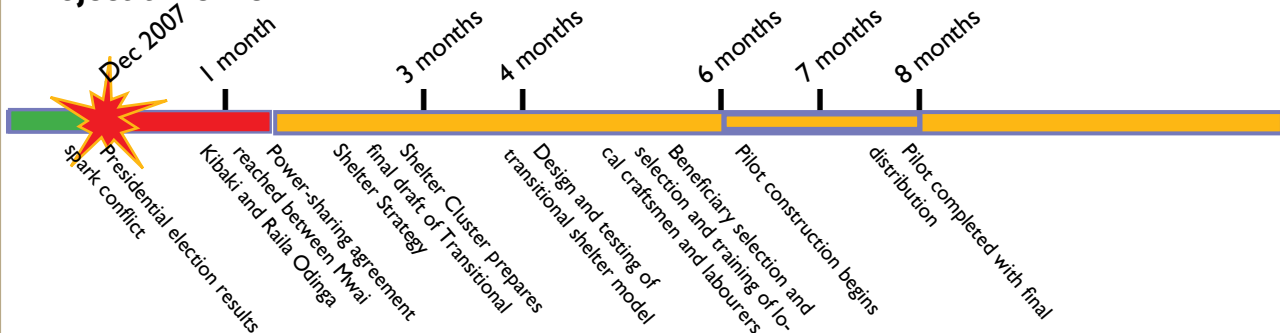 Dec 2007
1 month
3 months
4 months
6 months
7 months
8 months
Presidential election results
spark conflict
Power-sharing agreement
reached between Mwai
Kibaki and Raila Odinga
Shelter Cluster prepares
final draft of Transitional
Shelter Strategy
Design and testing of
transitional shelter model
Beneficiary selection and
selection and training of lo-
cal craftsmen and labourers
Pilot construction begins
Pilot completed with final
distribution